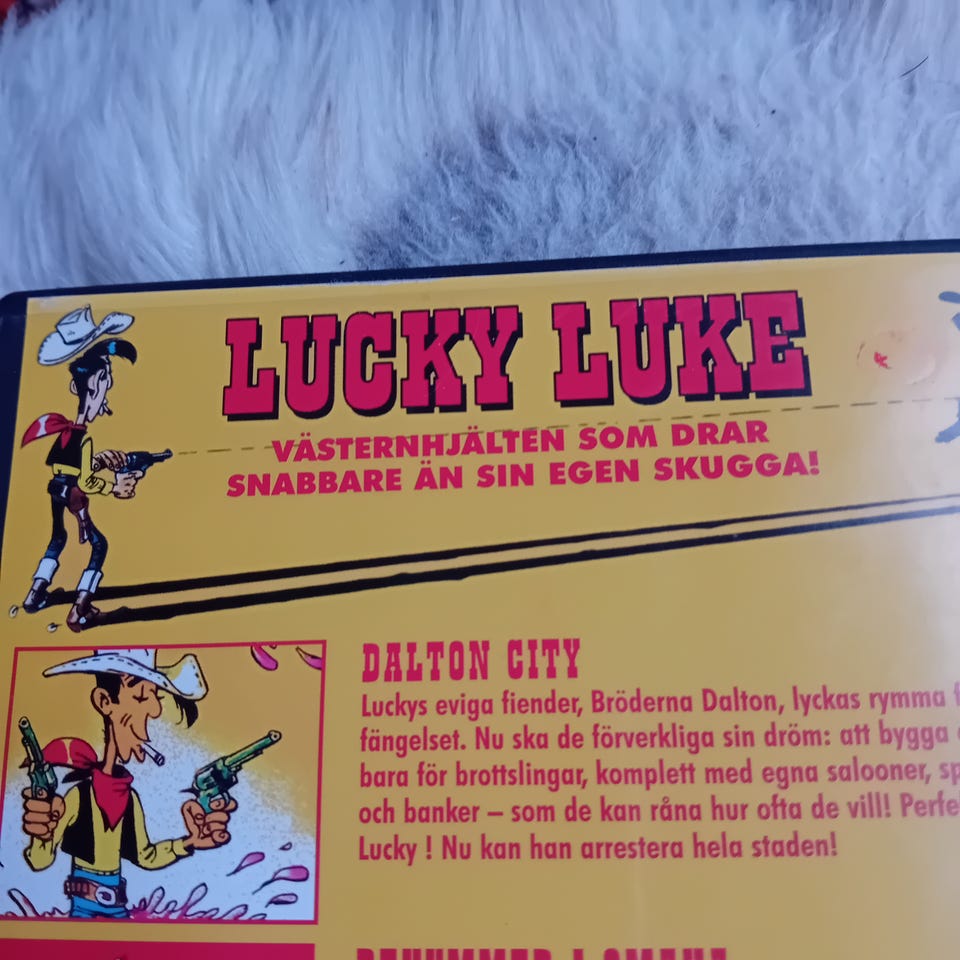 LUCKY LUKE
VÄSTERNHJÄLTEN SOM DRAR
SNABBARE ÄN SIN EGEN SKUGGA!
DALTON CITY
Luckys eviga fiender, Bröderna Dalton, lyckas rymma
fängelset. Nu ska de förverkliga sin dröm: att bygga
bara för brottslingar, komplett med egna salooner,
och banker – som de kan råna hur ofta de vill!
Lucky ! Nu kan han arrestera hela staden!